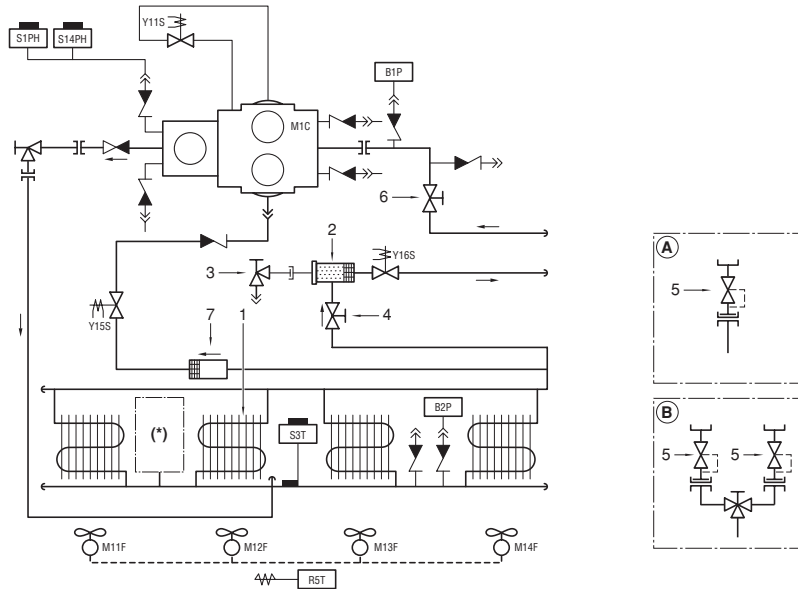 Y11S
S1PH
S14PH
B1P
M1C
6
2
A
3
Y16S
5
Y15S
4
7
1
B
B2P
(*)
S3T
5
5
M11F
M12F
M13F
M14F
R5T